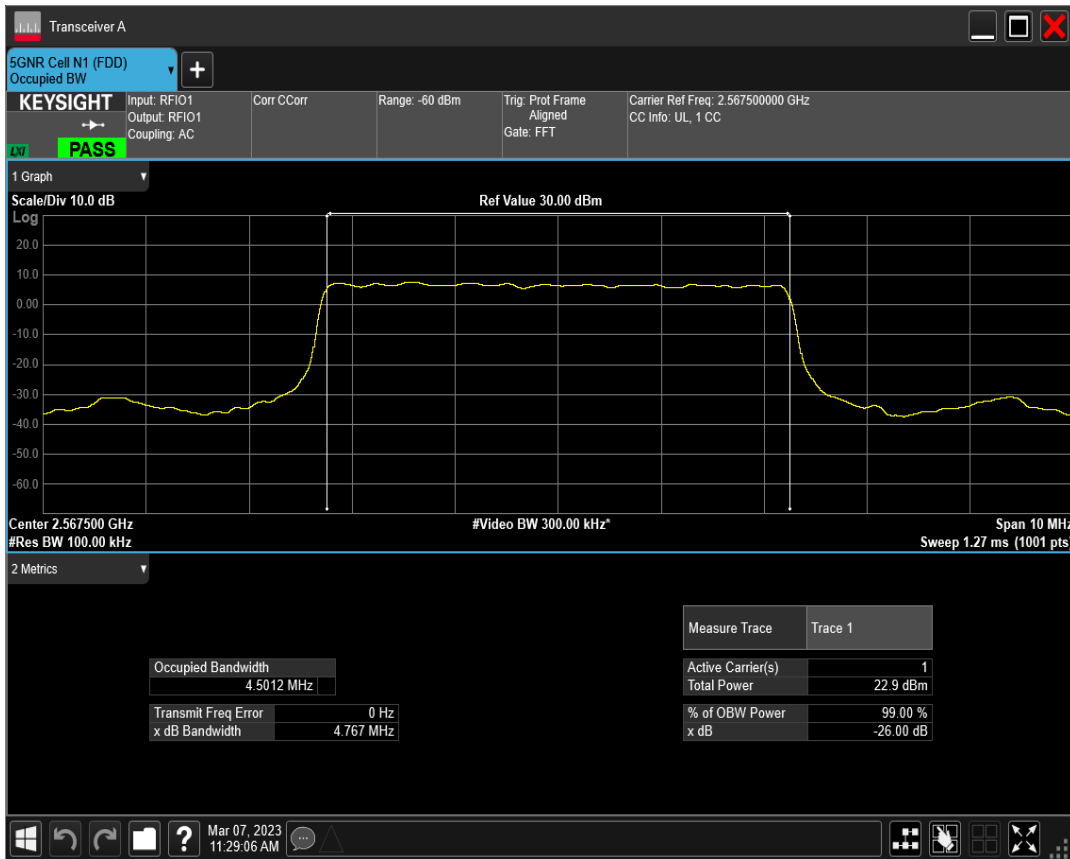 Transceiver A
5GNR Cell N1 (FDD)
Occupied BW
+
KEYSIGHT
LXI
PASS
Input: RFIO1
Output: RFIO1
Coupling: AC
Corr CCorr
Range: -60 dBm
Trig: Prot Frame
Aligned
Gate: FFT
Carrier Ref Freq: 2.567500000 GHz
CC Info: UL, 1 CC
1 Graph
Scale/Div 10.0 dB
Ref Value 30.00 dBm
Log
20.0
10.0
0.00
-10.0
-20.0
-30.0
-40.0
-50.0
-60.0
Center 2.567500 GHz
#Video BW 300.00 kHz*
Span 10 MHz
#Res BW 100.00 kHz
Sweep 1.27 ms (1001 pts)
2 Metrics
Measure Trace Trace 1
Occupied Bandwidth
4.5012 MHz
Active Carrier(s) 1
Total Power 22.9 dBm
Transmit Freq Error 0 Hz
x dB Bandwidth 4.767 MHz
% of OBW Power 99.00 %
x dB -26.00 dB
?
Mar 07, 2023
11:29:06 AM